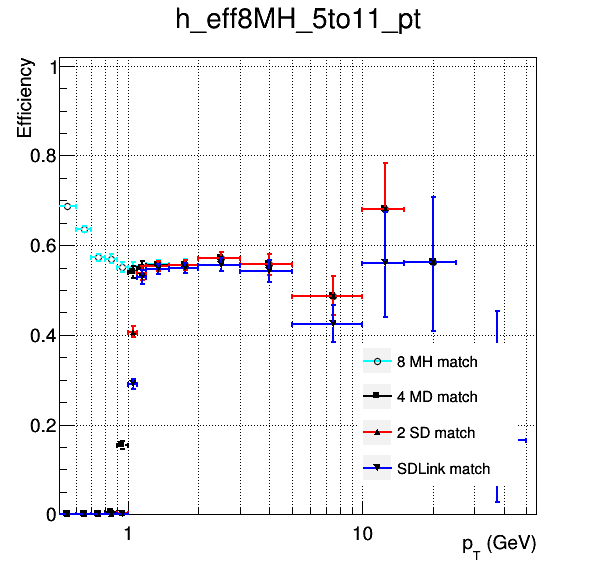 h_eff8MH_5to11_pt
Efficiency
1
0.8
0.6
0.4
0.2
0
8 MH match
4 MD match
2 SD match
SDLink match
1
10
p_T (GeV)